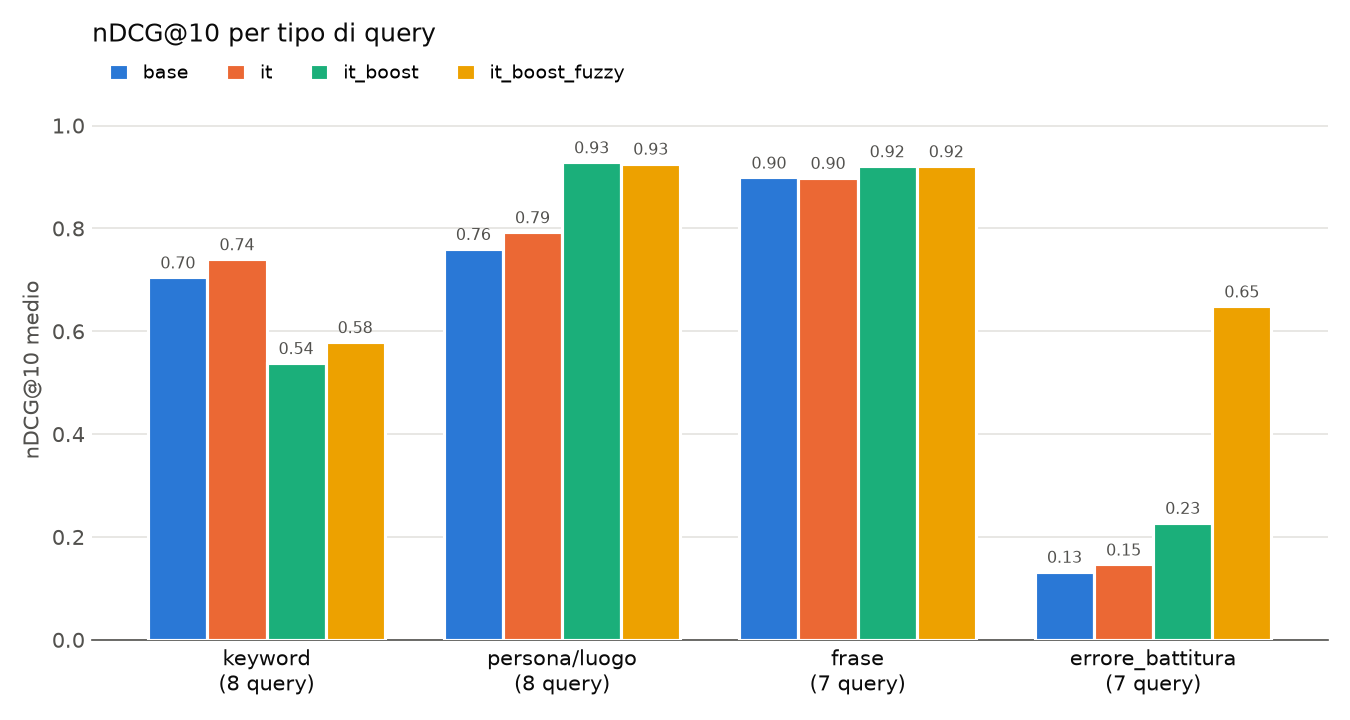 nDCG@10 per tipo di query
base it it_boost it_boost_fuzzy
nDCG@10 medio
1.0
0.8
0.6
0.4
0.2
0.0
0.70 0.74 0.54 0.58
0.76 0.79 0.93 0.93
0.90 0.90 0.92 0.92
0.13 0.15 0.23 0.65
keyword
(8 query)
persona/luogo
(8 query)
frase
(7 query)
errore_battitura
(7 query)